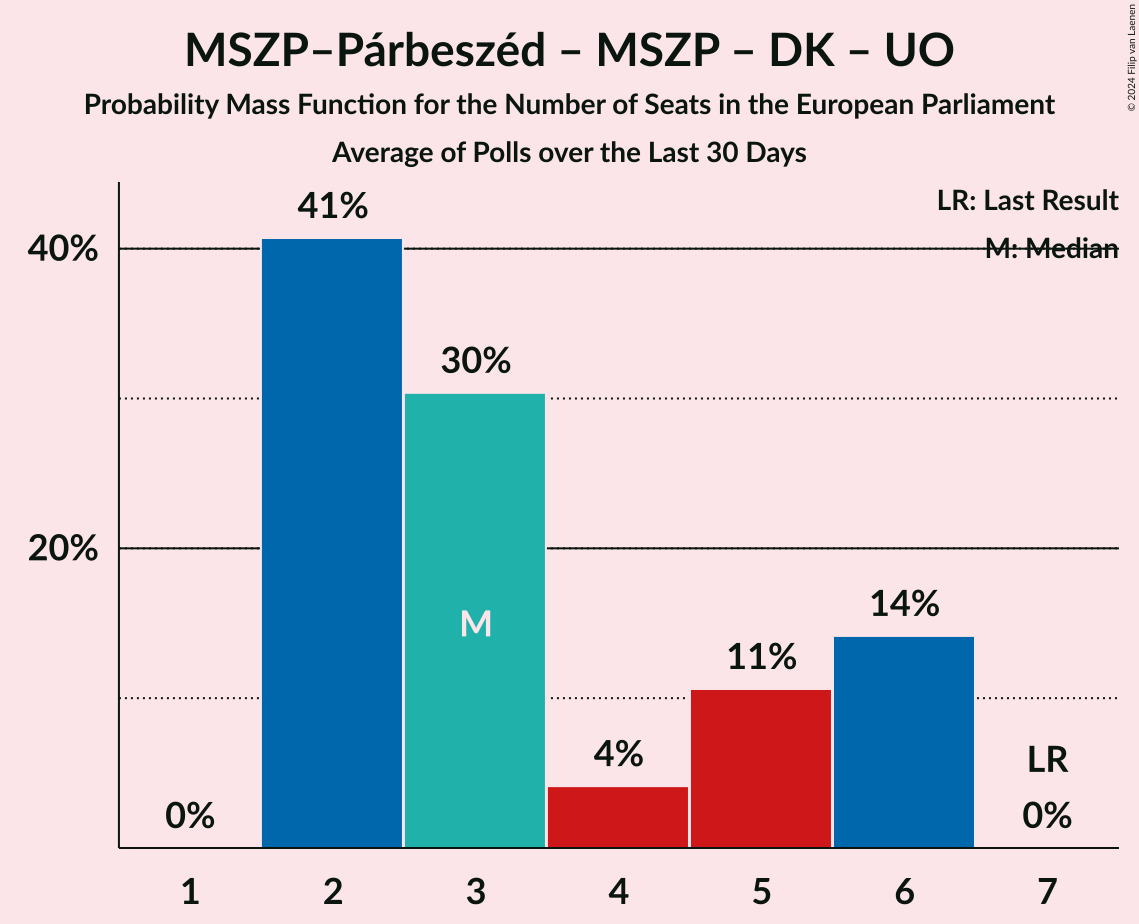 MSZP–Párbeszéd – MSZP – DK – UO
Probability Mass Function for the Number of Seats in the European Parliament
Average of Polls over the Last 30 Days
© 2024 Filip van Laenen
LR: Last Result
M: Median
40%
20%
0%
41%
30%
M
4%
11%
14%
LR
0%
1 2 3 4 5 6 7